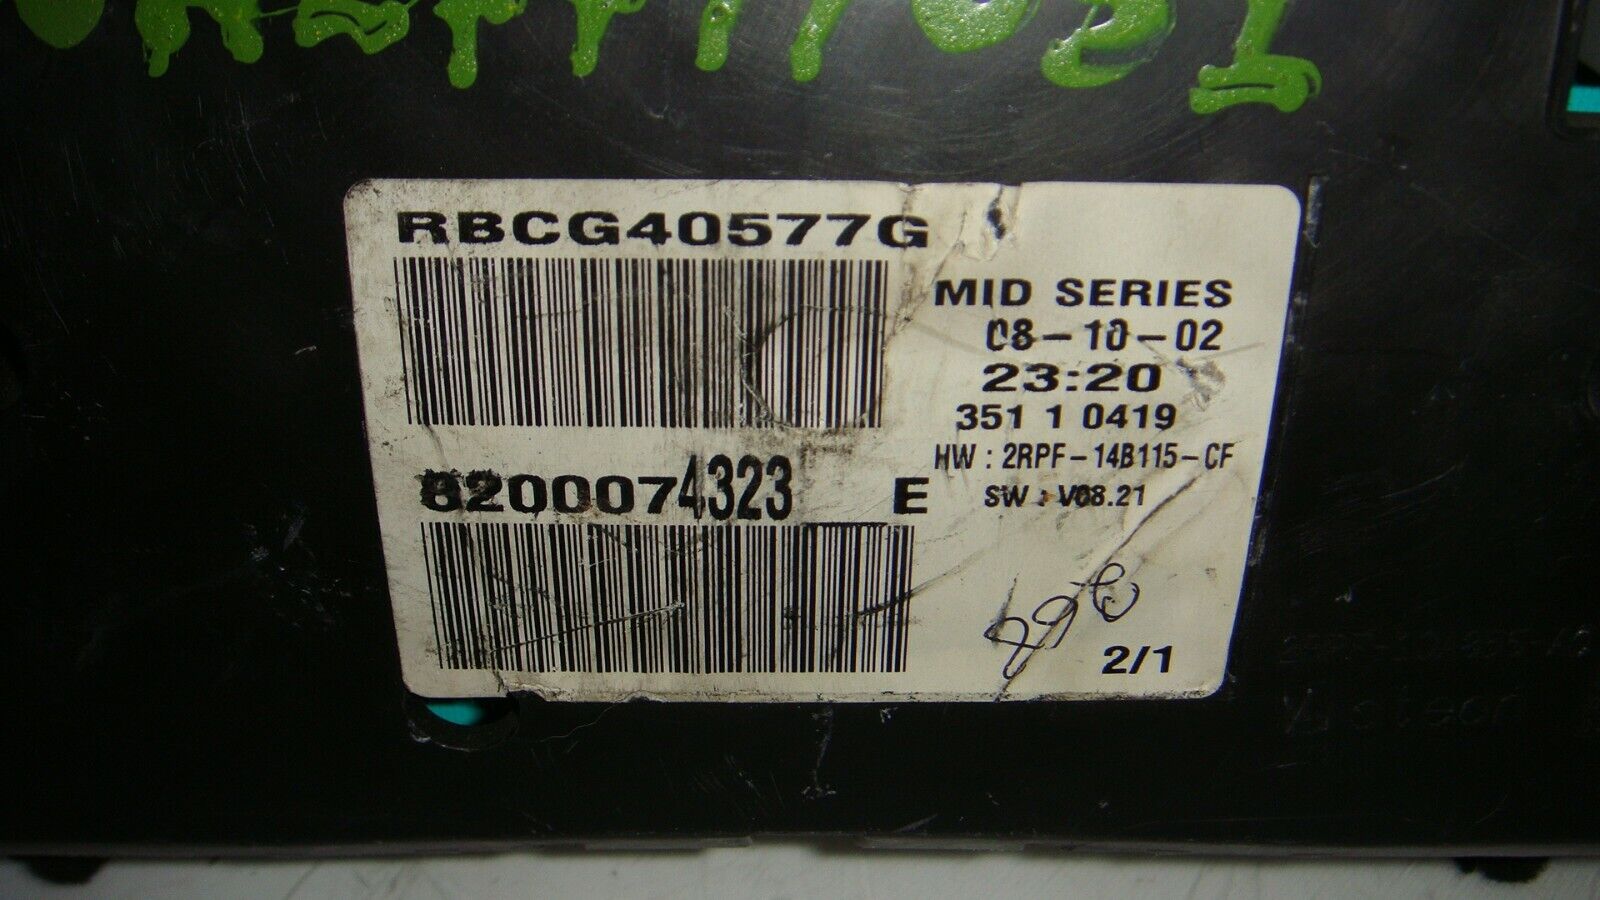 RBCG40577G
MID SERIES
08-10-02
23:20
351 1 0419
HW : 2RPF-14B115-CF
8200074323 E
SW : V08.21
2/1
Visteon